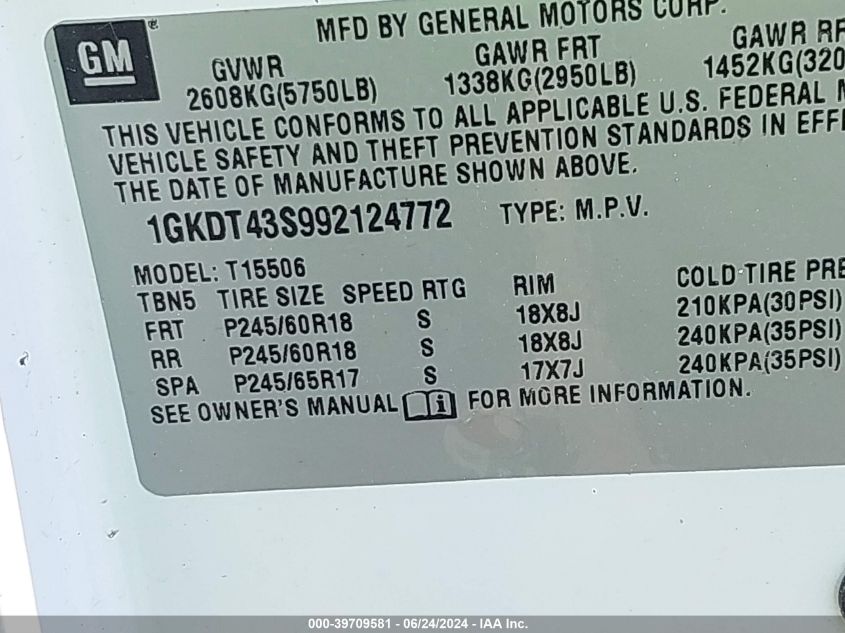 MFD BY GENERAL MOTORS CORP.
GM
GVWR GAWR FRT GAWR
2608KG(5750LB) 1338KG(2950LB)
THIS VEHICLE CONFORMS TO ALL APPLICABLE U.S. FEDERAL
VEHICLE SAFETY AND THEFT PREVENTION STANDARDS IN
THE DATE OF MANUFACTURE SHOWN ABOVE.
1GKDT43S992124772 TYPE: M.P.V.
MODEL: T15506
TBN5 TIRE SIZE SPEED RTG RIM COLD TIRE
FRT P245/60R18 S 18X8J 210KPA(30PSI)
RR P245/60R18 S 18X8J 240KPA(35PSI)
SPA P245/65R17 S 17X7J 240KPA(35PSI)
SEE OWNER'S MANUAL i FOR MORE INFORMATION.
000-39709581 - 06/24/2024 - IAA Inc.